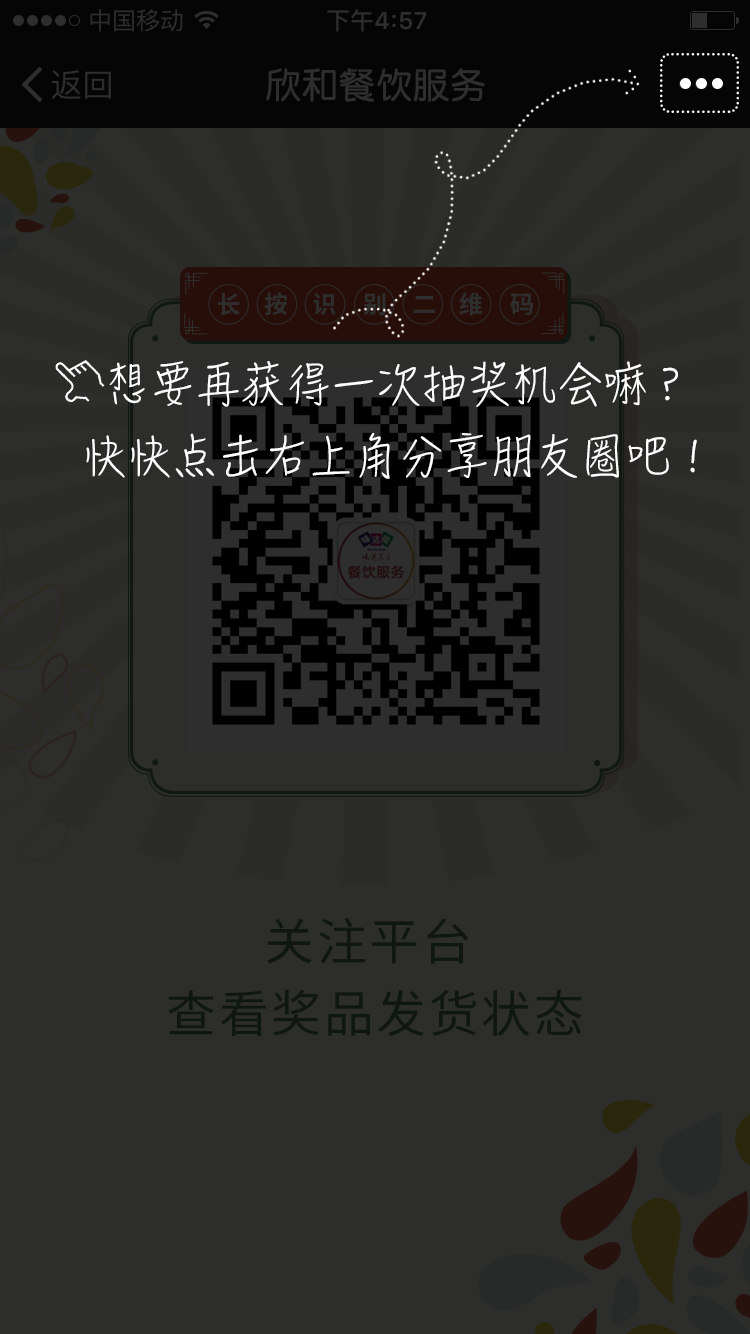 中国移动
下午4:57
返回
欣和餐饮服务
长按识别二维码
想要再获得一次抽奖机会嘛？
快快点击右上角分享朋友圈吧！
餐饮服务
关注平台
查看奖品发货状态